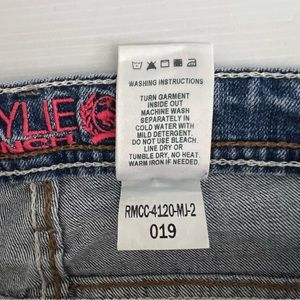 YLIE
WASHING INSTRUCTIONS
TURN GARMENT
INSIDE OUT
MACHINE WASH
SEPARATELY IN
COLD WATER WITH
MILD DETERGENT.
DO NOT USE BLEACH.
LINE DRY OR
TUMBLE DRY, NO HEAT.
WARM IRON IF NEEDED.
RMCC-4120-MJ-2
019